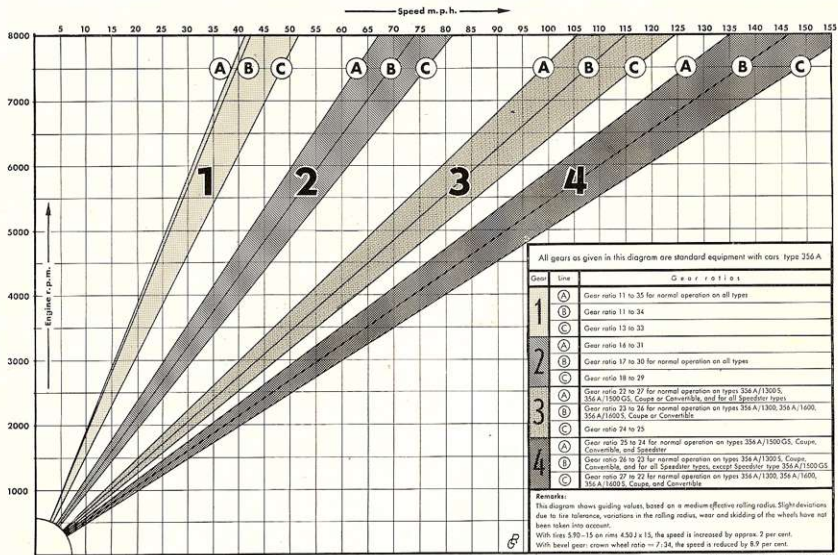 Speed m.p.h.
5 10 15 20 25 30 35 40 45 50 55 60 65 70 75 80 85 90 95 100 105 110 115 120 125 130 135 140 145 150 155
8000
7000
6000
5000
4000
3000
2000
1000
Engine r.p.m.
A B C A B C A B C A B C
1 2 3 4
All gears as given in this diagram are standard equipment with cars type 356 A
Gear Line Gear ratios
1
A Gear ratio 11 to 35 for normal operation on all types
B Gear ratio 11 to 34
C Gear ratio 12 to 33
2
A Gear ratio 16 to 31
B Gear ratio 17 to 30 for normal operation on all types
C Gear ratio 18 to 29
3
A Gear ratio 22 to 27 for normal operation on types 356 A/1300 S,
356 A/1500 GS, Coupe or Convertible, and for all Speedster types
B Gear ratio 23 to 26 for normal operation on types 356 A/1300, 356 A/1600,
356 A/1600 S, Coupe or Convertible
C Gear ratio 24 to 25
4
A Gear ratio 25 to 24 for normal operation on types 356 A/1500 GS, Coupe,
Convertible, and Speedster
B Gear ratio 26 to 23 for normal operation on types 356 A/1300 S, Coupe,
Convertible, and for all Speedster types, except Speedster type 356 A/1500 GS
C Gear ratio 27 to 22 for normal operation on types 356 A/1300, 356 A/1600,
356 A/1600 S, Coupe, and Convertible
Remarks:
This diagram shows guiding values, based on a medium effective rolling radius. Slight deviations
due to tire tolerance, variations in the rolling radius, wear and skidding of the wheels have not
been taken into account.
With tires 5.90-15 on rims 4.50 J x 15, the speed is increased by approx. 2 per cent.
With bevel gear: crown wheel ratio = 7:34, the speed is reduced by 8.9 per cent.